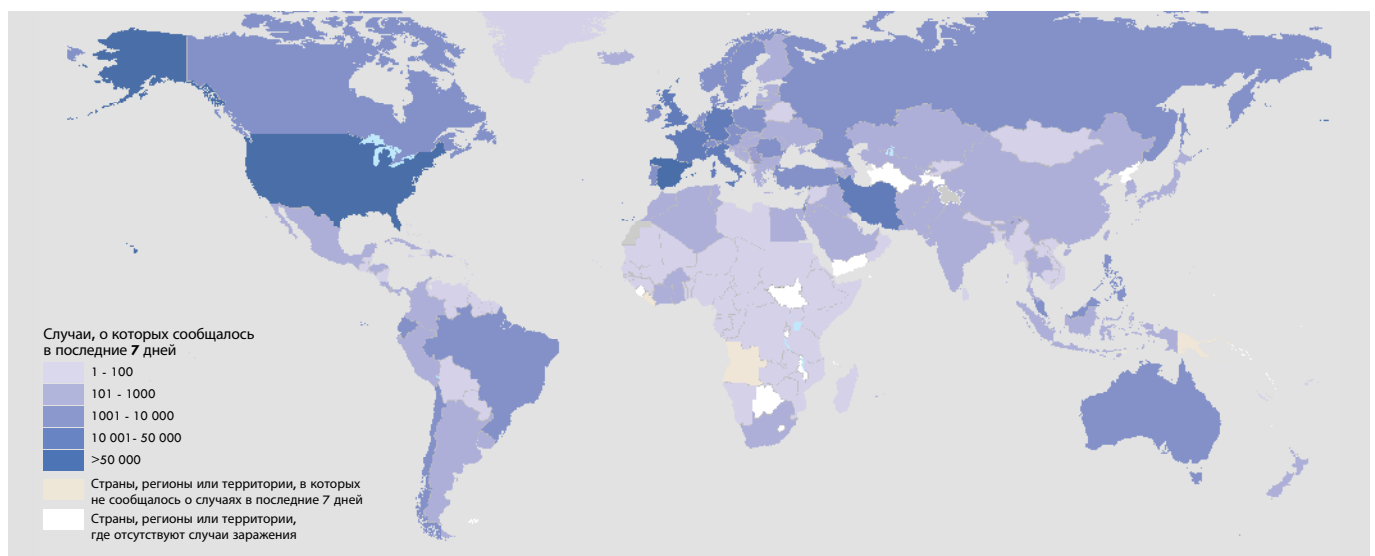 Случаи, о которых сообщалось
в последние 7 дней
1 - 100
101 - 1000
1001 - 10 000
10 001- 50 000
>50 000
Страны, регионы или территории, в которых
не сообщалось о случаях в последние 7 дней
Страны, регионы или территории,
где отсутствуют случаи заражения